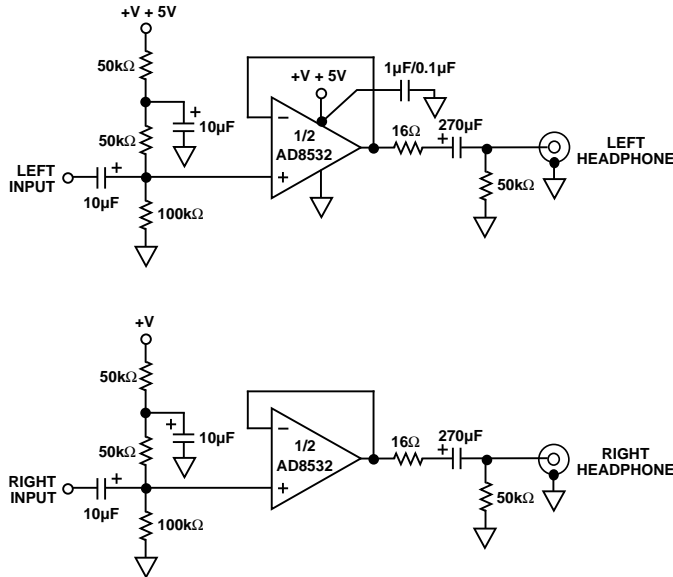 +V + 5V
50kΩ
+V + 5V
1µF/0.1µF
+
10µF
50kΩ
–
1/2
AD8532
+
16Ω
+
270µF
LEFT
HEADPHONE
LEFT
INPUT
+
10µF
100kΩ
50kΩ
+V
50kΩ
+
10µF
50kΩ
–
1/2
AD8532
+
16Ω
+
270µF
RIGHT
HEADPHONE
RIGHT
INPUT
+
10µF
100kΩ
50kΩ